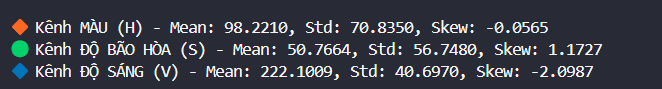 Kênh MÀU (H) - Mean: 98.2210, Std: 70.8350, Skew: -0.0565
Kênh ĐỘ BÃO HÒA (S) - Mean: 50.7664, Std: 56.7480, Skew: 1.1727
Kênh ĐỘ SÁNG (V) - Mean: 222.1009, Std: 40.6970, Skew: -2.0987